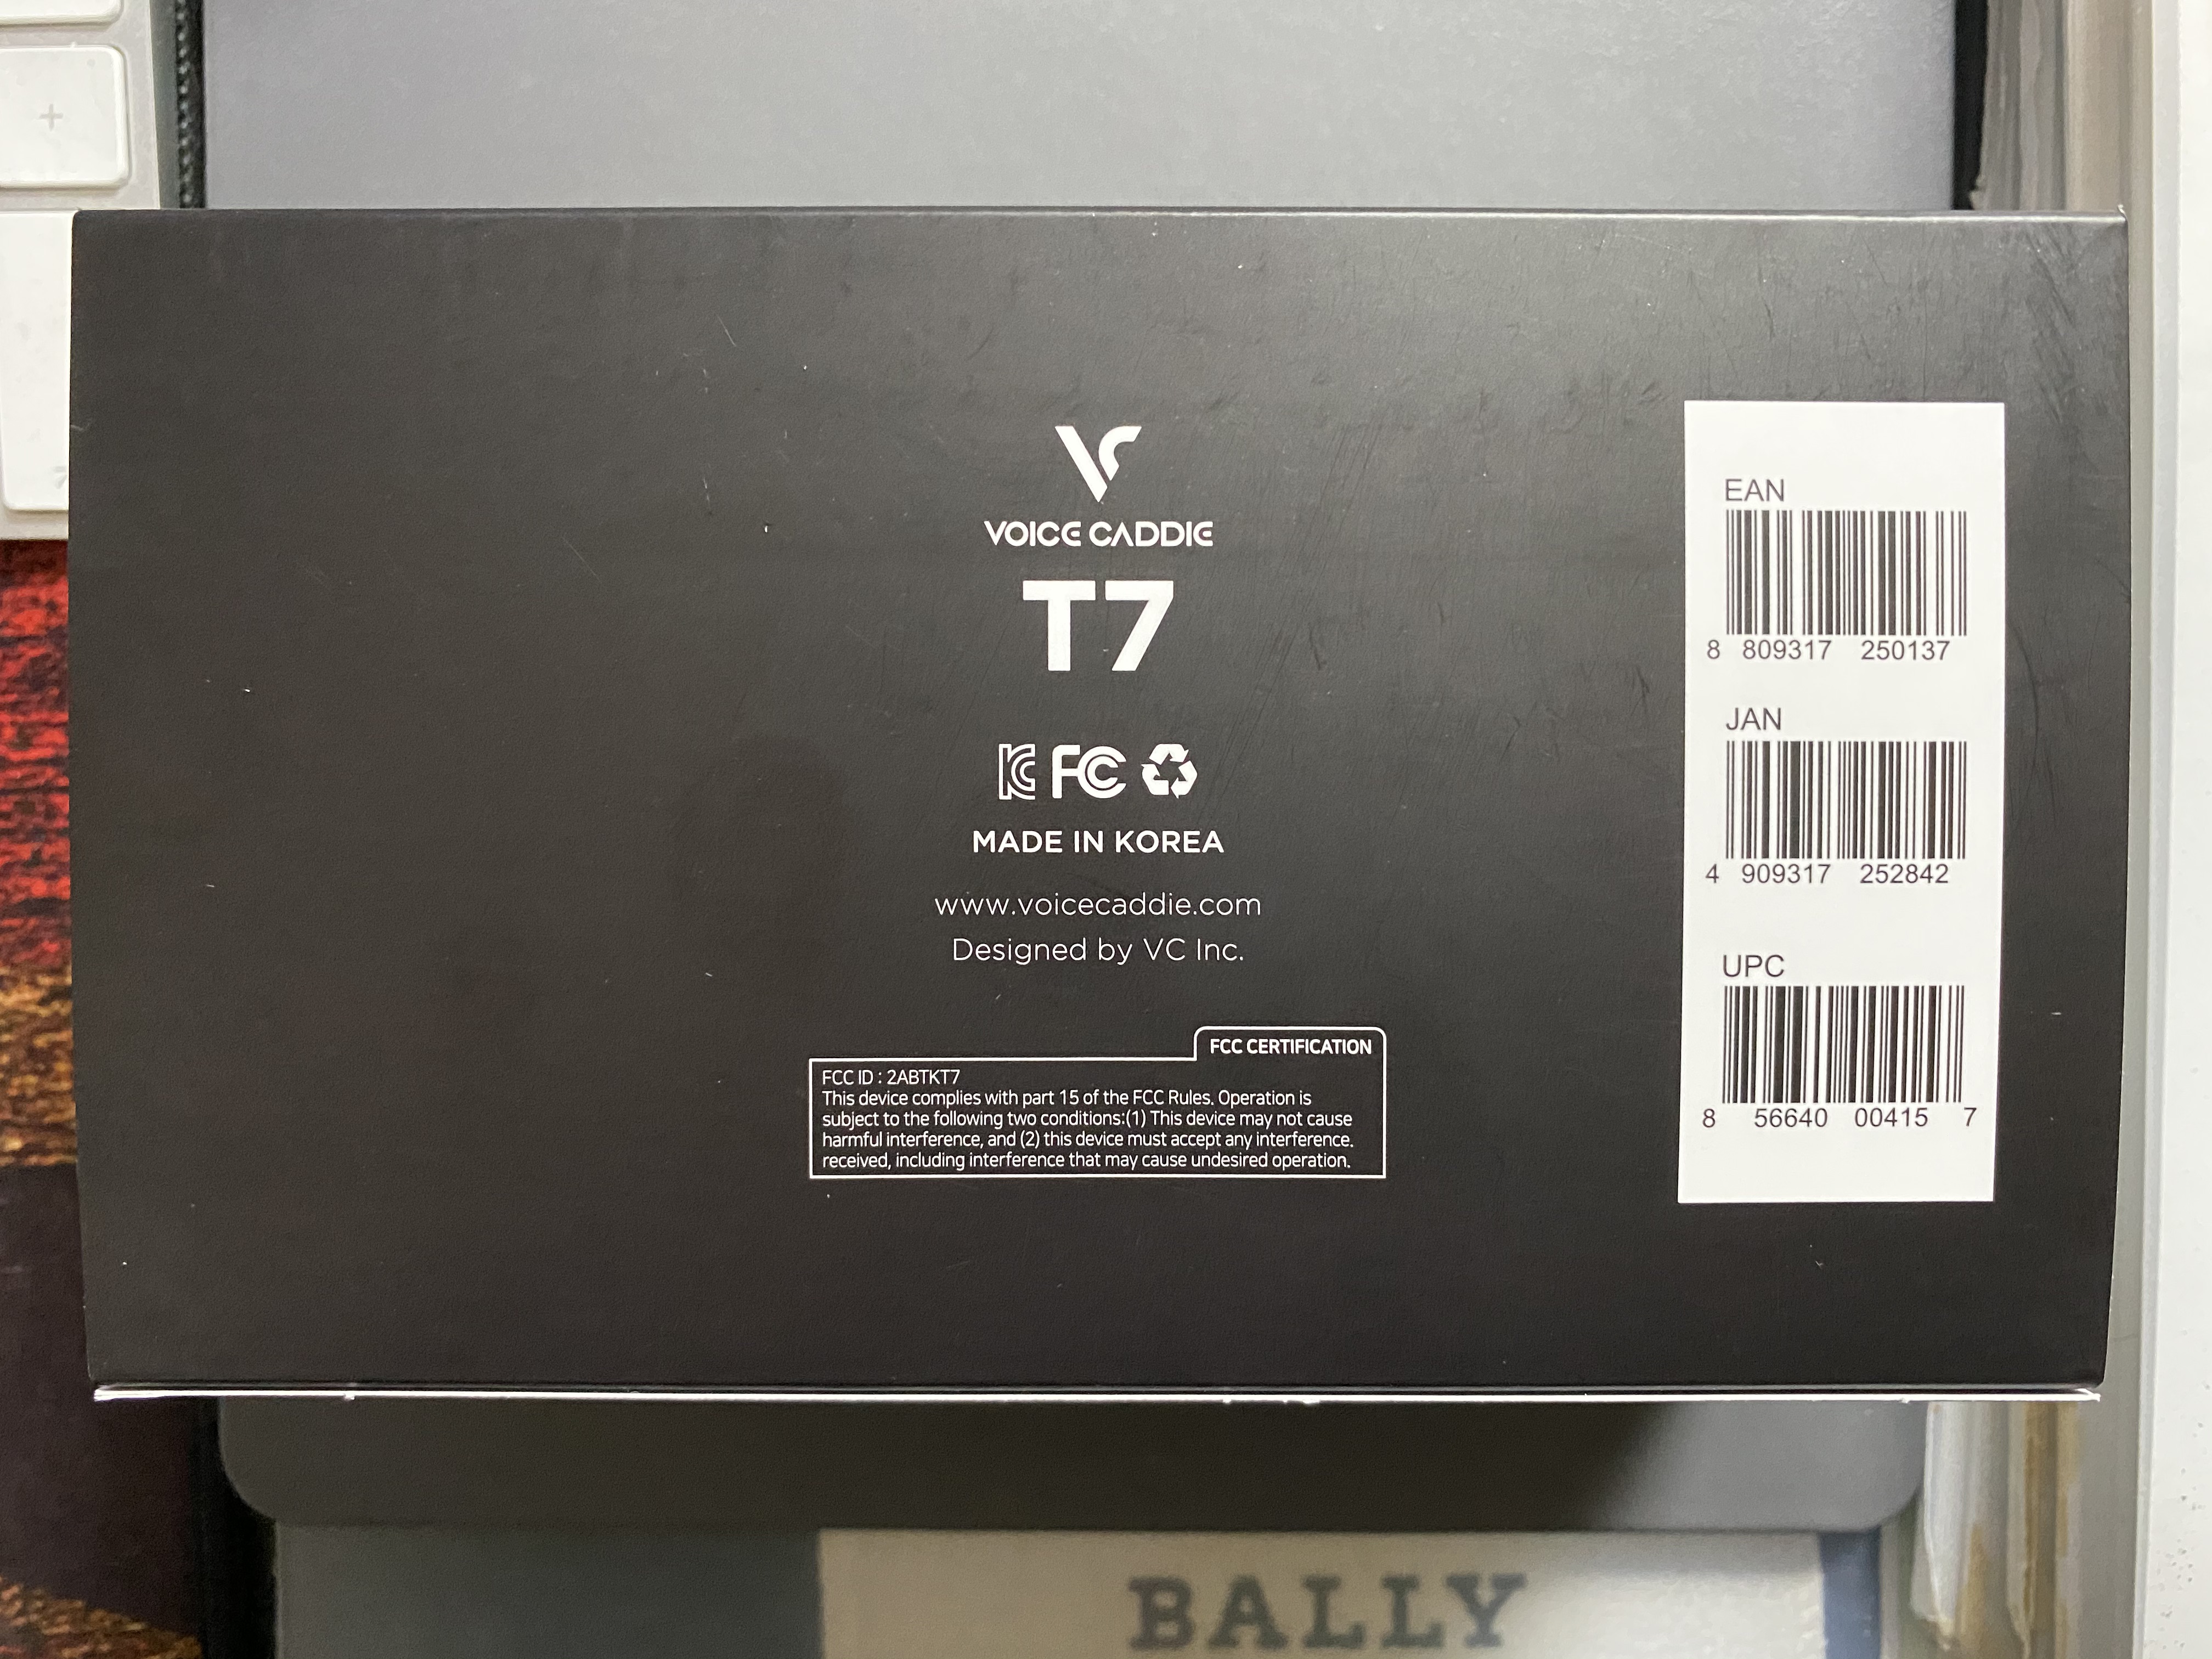 +
VOICE CADDIE
T7
FC
MADE IN KOREA
www.voicecaddie.com
Designed by VC Inc.
FCC CERTIFICATION
FCC ID : 2ABTKT7
This device complies with part 15 of the FCC Rules. Operation is
subject to the following two conditions:(1) This device may not cause
harmful interference, and (2) this device must accept any interference.
received, including interference that may cause undesired operation.
EAN
8 809317 250137
JAN
4 909317 252842
UPC
8 56640 00415 7
BALLY